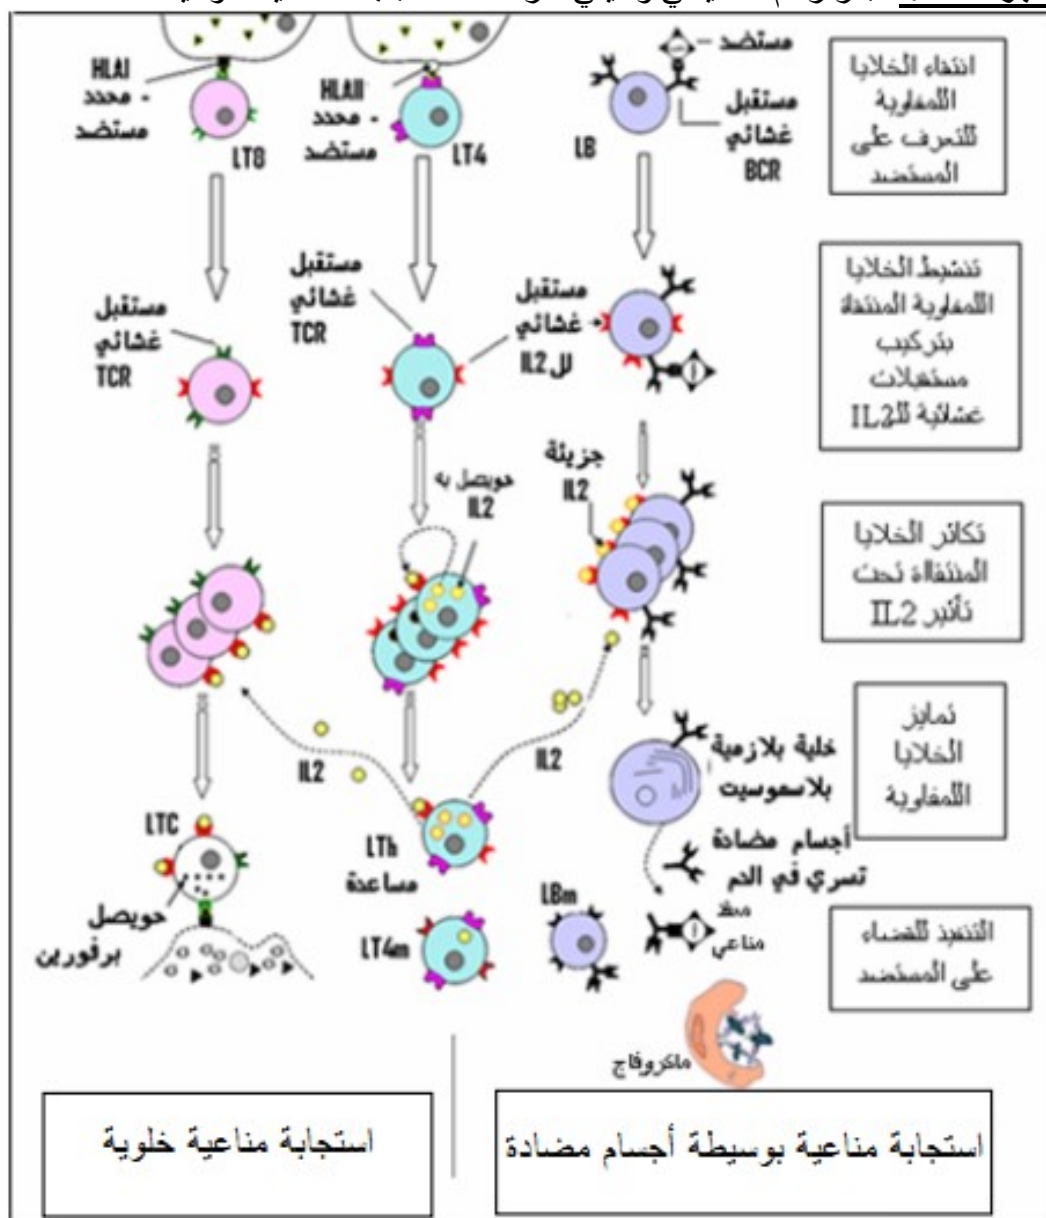 HLAI
- محدد
مستضد
LT8
HLAII
- محدد
مستضد
LT4
مستضد
مستقبل
غشائي
BCR
LB
انتقاء الخلايا
اللمفاوية
للتعرف على
المستضد
مستقبل
غشائي
TCR
مستقبل
غشائي
TCR
مستقبل
غشائي
لل IL2
تنشيط الخلايا
اللمفاوية المنتقاة
بتركيب
مستقبلات
غشائية للIL2
حويصل به
IL2
جزيئة
IL2
تكاثر الخلايا
المنتقاة تحت
تأثير IL2
IL2
IL2
خلية بلازمية
بلاسموسيت
تمايز
الخلايا
اللمفاوية
LTC
حويصل
برفورين
LTh
مساعدة
LT4m
أجسام مضادة
تسري في الدم
LBm
معقد
مناعي
التنفيذ للقضاء
على المستضد
ماكروفاج
استجابة مناعية خلوية
استجابة مناعية بوسيطة أجسام مضادة